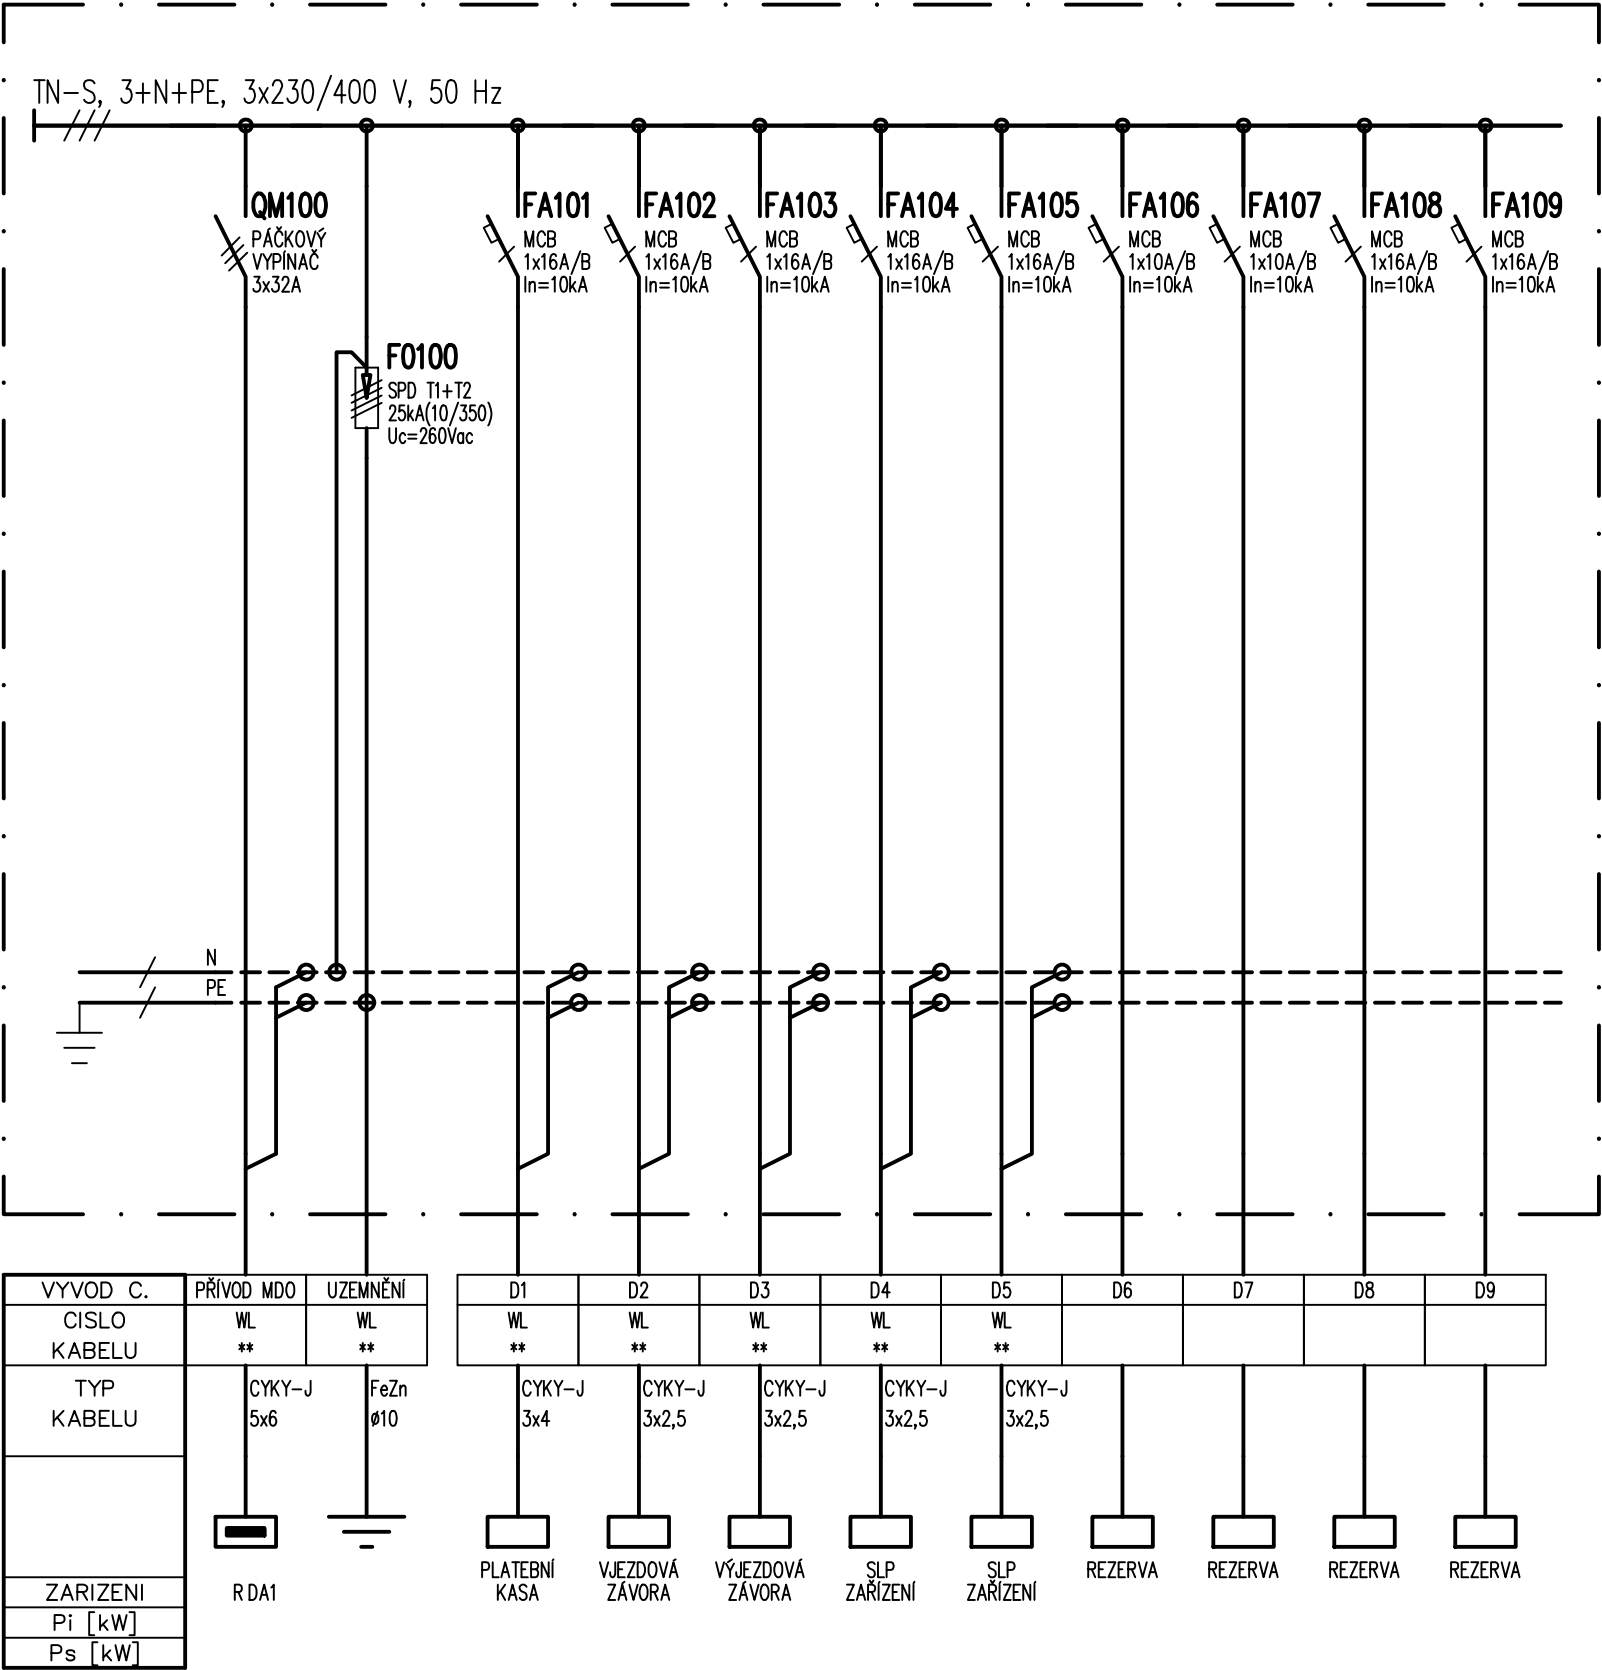 TN-S, 3+N+PE, 3x230/400 V, 50 Hz
QM100
PÁČKOVÝ
VYPÍNAČ
3x32A
F0100
SPD T1+T2
25kA(10/350)
Uc=260Vac
FA101
MCB
1x16A/B
In=10kA
FA102
MCB
1x16A/B
In=10kA
FA103
MCB
1x16A/B
In=10kA
FA104
MCB
1x16A/B
In=10kA
FA105
MCB
1x16A/B
In=10kA
FA106
MCB
1x10A/B
In=10kA
FA107
MCB
1x10A/B
In=10kA
FA108
MCB
1x16A/B
In=10kA
FA109
MCB
1x16A/B
In=10kA
N
PE
VYVOD C. PŘÍVOD MDO UZEMNĚNÍ D1 D2 D3 D4 D5 D6 D7 D8 D9
CISLO WL WL WL WL WL WL WL
KABELU ** ** ** ** ** ** **
TYP CYKY-J FeZn CYKY-J CYKY-J CYKY-J CYKY-J CYKY-J
KABELU 5x6 ø10 3x4 3x2,5 3x2,5 3x2,5 3x2,5
PLATEBNÍ VJEZDOVÁ VÝJEZDOVÁ SLP SLP REZERVA REZERVA REZERVA REZERVA
ZARIZENI R DA1 KASA ZÁVORA ZÁVORA ZAŘÍZENÍ ZAŘÍZENÍ
Pi [kW]
Ps [kW]